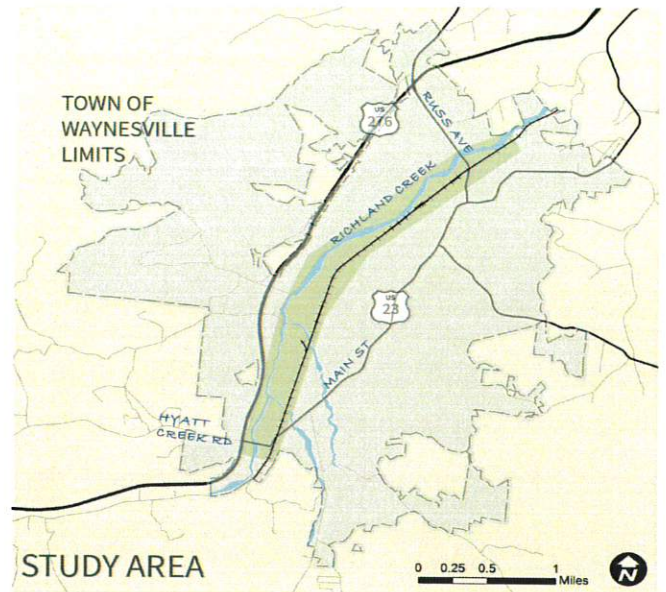 TOWN OF
WAYNESVILLE
LIMITS
US
276
RUSS AVE
RICHLAND CREEK
US
23
MAIN ST
HYATT
CREEK RD
STUDY AREA
0 0.25 0.5 1
Miles
N